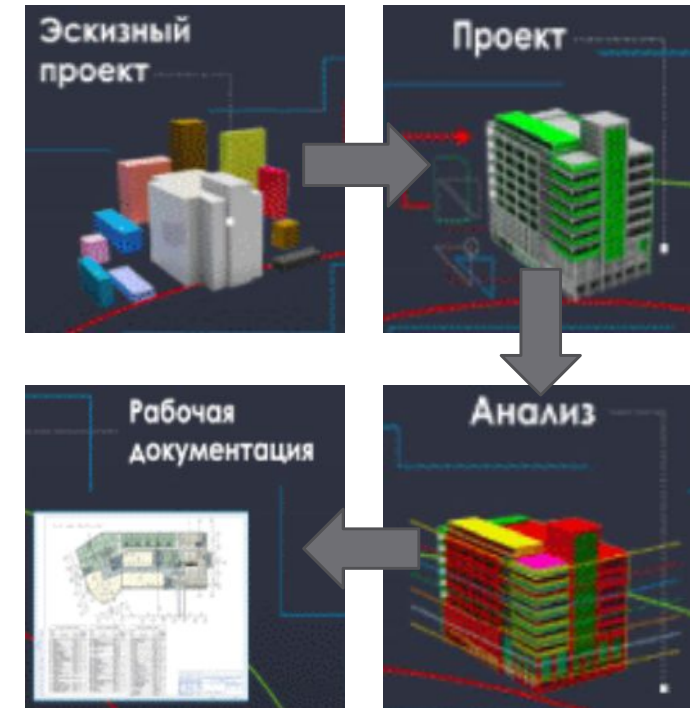 Эскизный
проект
Проект
Анализ
Рабочая
документация